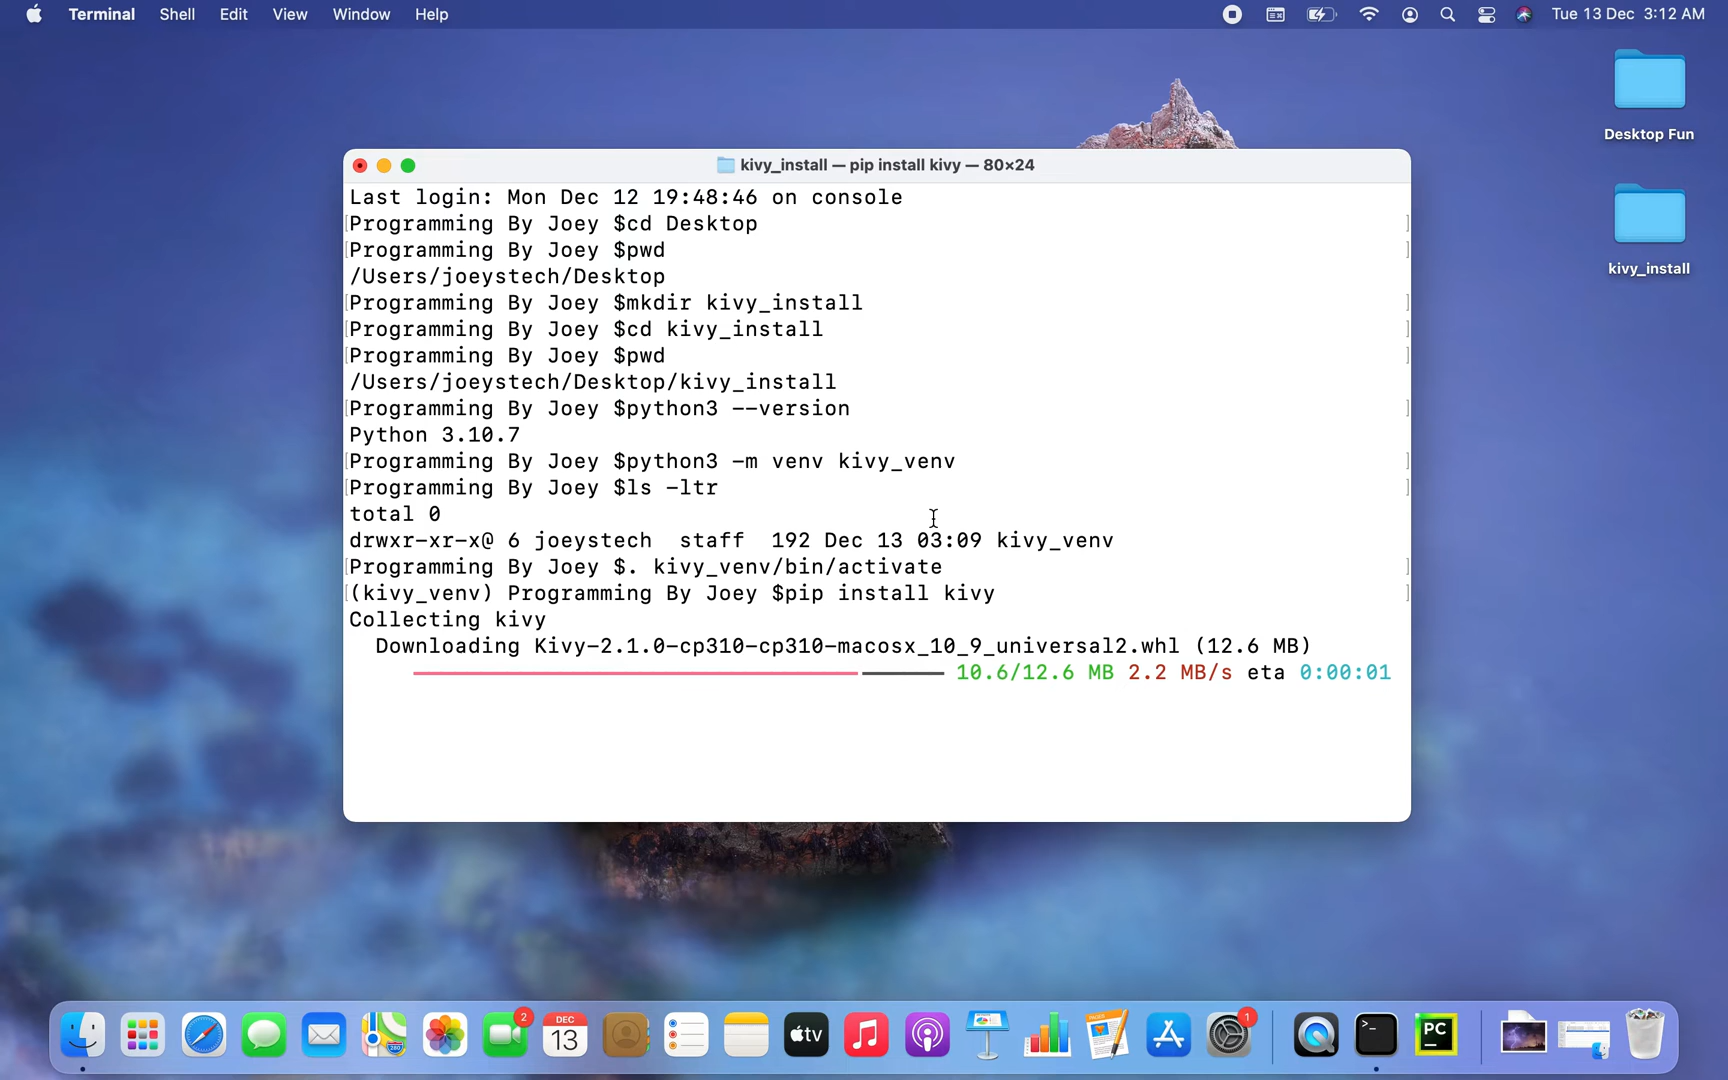 Terminal Shell Edit View Window Help Tue 13 Dec 3:12 AM
Desktop Fun
kivy_install
kivy_install — pip install kivy — 80×24
Last login: Mon Dec 12 19:48:46 on console
[Programming By Joey $cd Desktop ]
[Programming By Joey $pwd ]
/Users/joeystech/Desktop
[Programming By Joey $mkdir kivy_install ]
[Programming By Joey $cd kivy_install ]
[Programming By Joey $pwd ]
/Users/joeystech/Desktop/kivy_install
[Programming By Joey $python3 --version ]
Python 3.10.7
[Programming By Joey $python3 -m venv kivy_venv ]
[Programming By Joey $ls -ltr ]
total 0
drwxr-xr-x@ 6 joeystech  staff  192 Dec 13 03:09 kivy_venv
[Programming By Joey $. kivy_venv/bin/activate ]
[(kivy_venv) Programming By Joey $pip install kivy ]
Collecting kivy
Downloading Kivy-2.1.0-cp310-cp310-macosx_10_9_universal2.whl (12.6 MB)
10.6/12.6 MB 2.2 MB/s eta 0:00:01
2
DEC
13
tv
PAGES
1
>_
PC